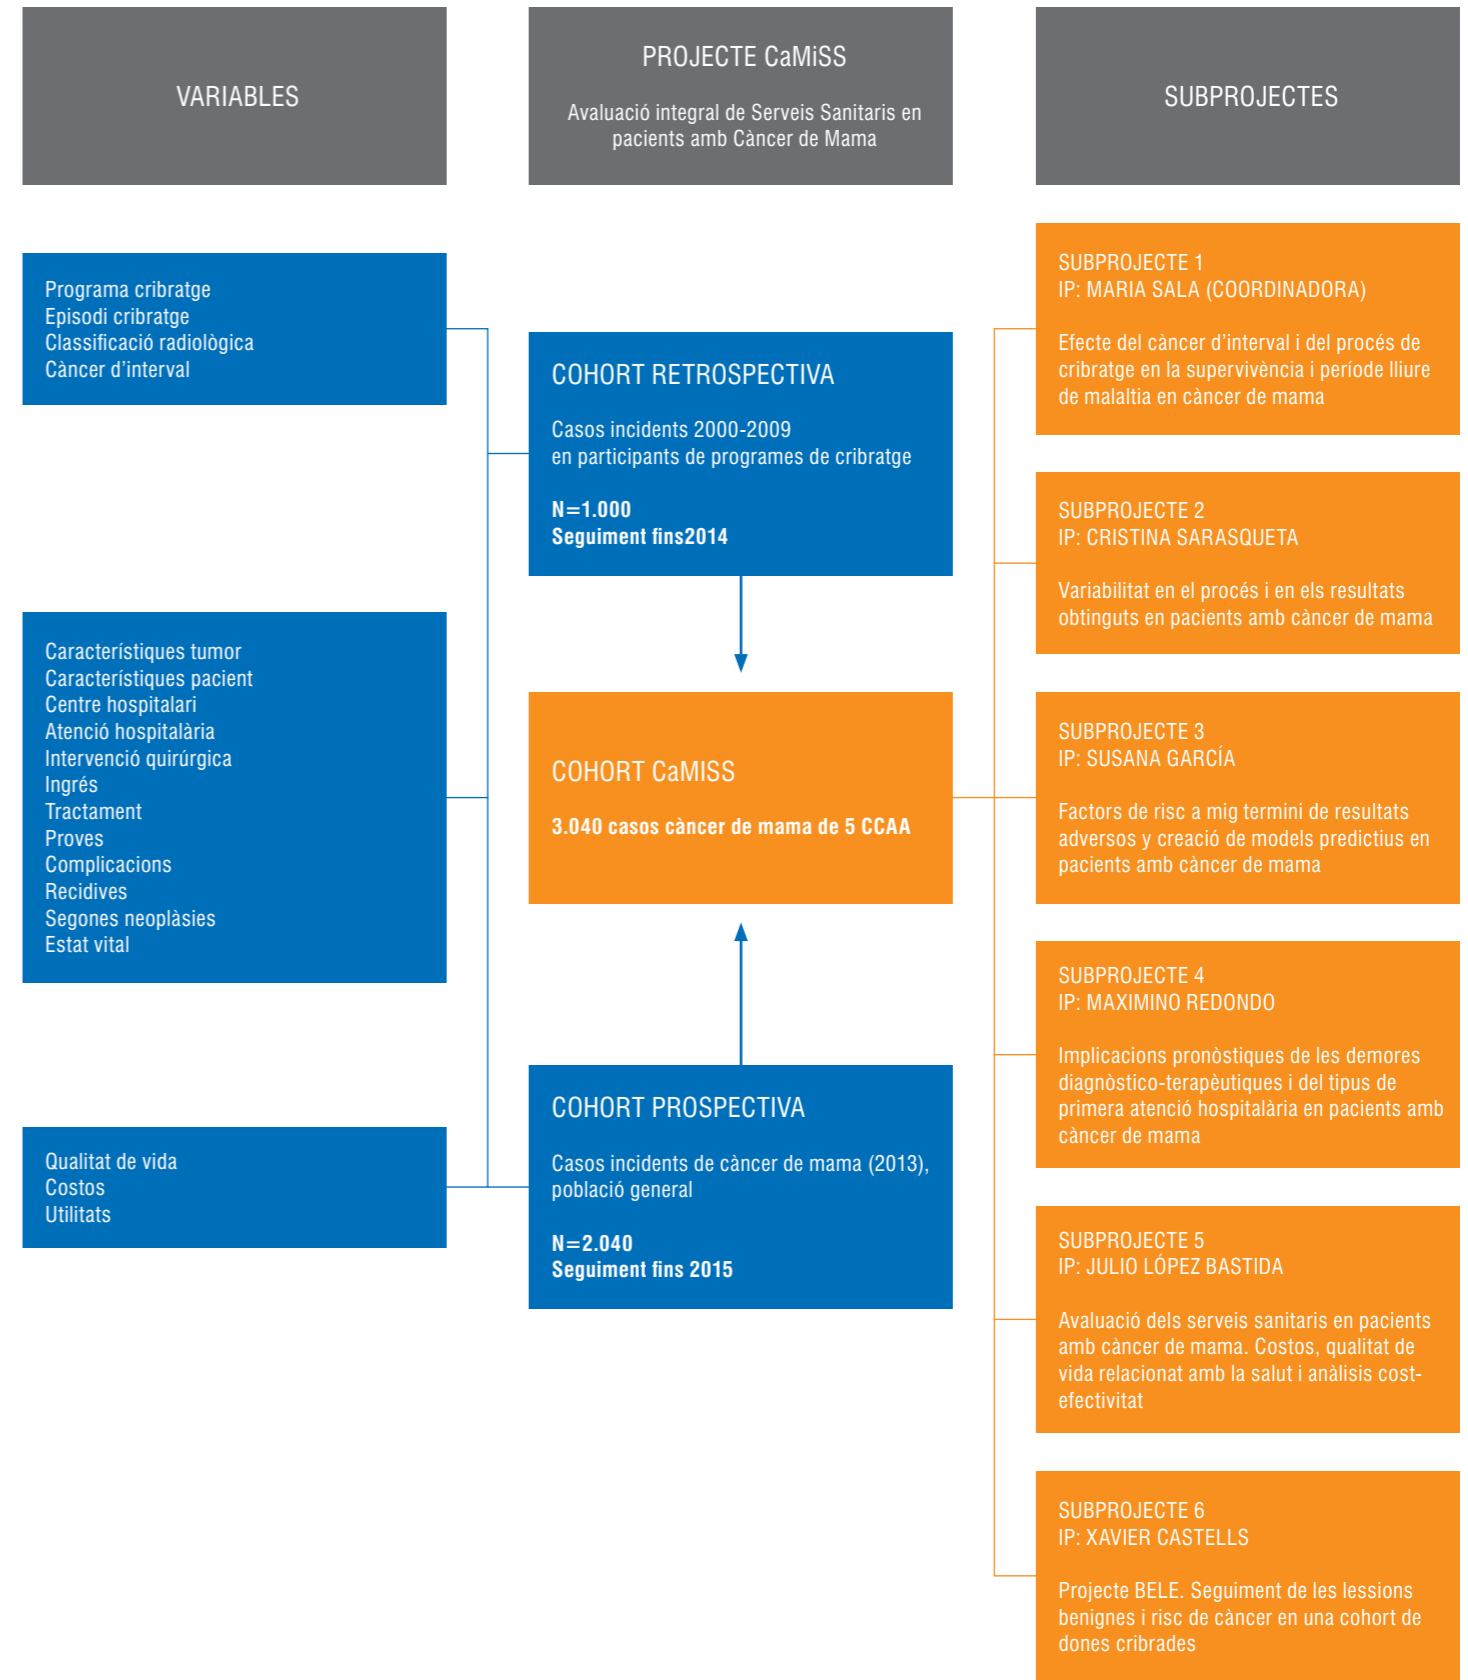 VARIABLES
Programa cribratge
Episodi cribratge
Classificació radiològica
Càncer d’interval
Característiques tumor
Característiques pacient
Centre hospitalari
Atenció hospitalària
Intervenció quirúrgica
Ingrés
Tractament
Proves
Complicacions
Recidives
Segones neoplàsies
Estat vital
Qualitat de vida
Costos
Utilitats
PROJECTE CaMiSS
Avaluació integral de Serveis Sanitaris en
pacients amb Càncer de Mama
COHORT RETROSPECTIVA
Casos incidents 2000-2009
en participants de programes de cribratge
N=1.000
Seguiment fins2014
COHORT CaMISS
3.040 casos càncer de mama de 5 CCAA
COHORT PROSPECTIVA
Casos incidents de càncer de mama (2013),
població general
N=2.040
Seguiment fins 2015
SUBPROJECTES
SUBPROJECTE 1
IP: MARIA SALA (COORDINADORA)
Efecte del càncer d’interval i del procés de
cribratge en la supervivència i període lliure
de malaltia en càncer de mama
SUBPROJECTE 2
IP: CRISTINA SARASQUETA
Variabilitat en el procés i en els resultats
obtinguts en pacients amb càncer de mama
SUBPROJECTE 3
IP: SUSANA GARCÍA
Factors de risc a mig termini de resultats
adversos y creació de models predictius en
pacients amb càncer de mama
SUBPROJECTE 4
IP: MAXIMINO REDONDO
Implicacions pronòstiques de les demores
diagnòstico-terapèutiques i del tipus de
primera atenció hospitalària en pacients amb
càncer de mama
SUBPROJECTE 5
IP: JULIO LÓPEZ BASTIDA
Avaluació dels serveis sanitaris en pacients
amb càncer de mama. Costos, qualitat de
vida relacionat amb la salut i anàlisis cost-
efectivitat
SUBPROJECTE 6
IP: XAVIER CASTELLS
Projecte BELE. Seguiment de les lessions
benignes i risc de càncer en una cohort de
dones cribrades